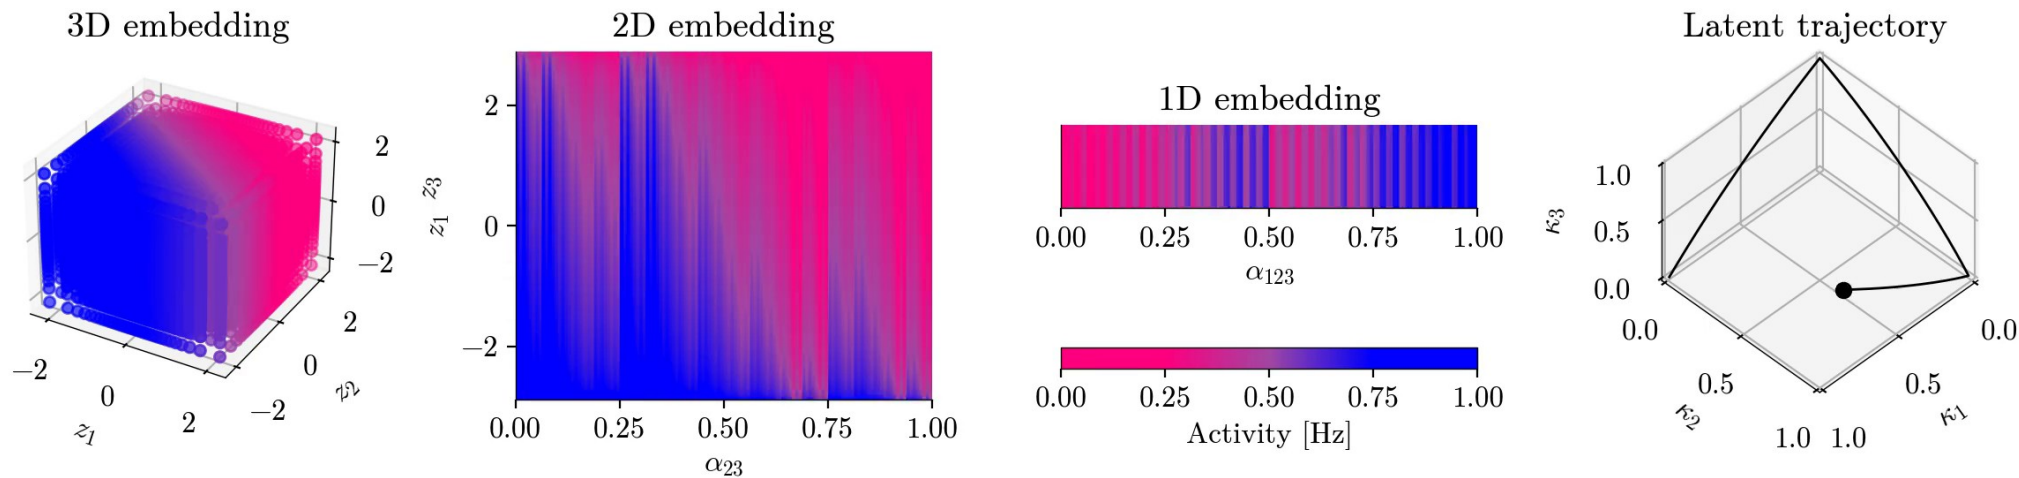 3D embedding
2
0
−2
z3
−2
0
2
z1
−2
0
2
z2
2D embedding
2
0
−2
z1
0.00 0.25 0.50 0.75 1.00
α23
1D embedding
0.00 0.25 0.50 0.75 1.00
α123
0.00 0.25 0.50 0.75 1.00
Activity [Hz]
Latent trajectory
1.0
0.5
0.0
κ3
0.0
0.5
1.0
κ2
1.0
0.5
0.0
κ1